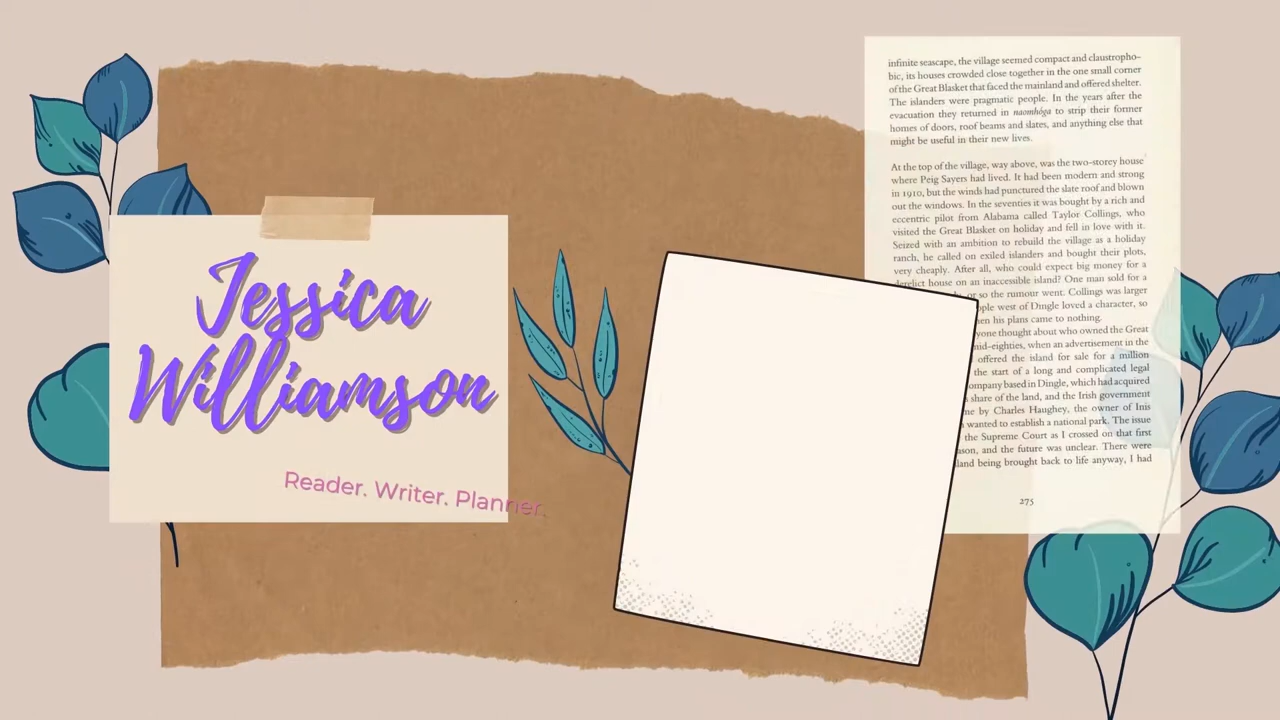 Jessica
Williamson
Reader. Writer. Planner.
infinite seascape, the village seemed compact and claustropho-
bic, its houses crowded close together in the one small corner
of the Great Blasket that faced the mainland and offered shelter.
The islanders were pragmatic people. In the years after the
evacuation they returned in naomhóga to strip their former
homes of doors, roof beams and slates, and anything else that
might be useful in their new lives.
At the top of the village, way above, was the two-storey house
where Peig Sayers had lived. It had been modern and strong
in 1910, but the winds had punctured the slate roof and blown
out the windows. In the seventies it was bought by a rich and
eccentric pilot from Alabama called Taylor Collings, who
visited the Great Blasket on holiday and fell in love with it.
Seized with an ambition to rebuild the village as a holiday
ranch, he called on exiled islanders and bought their plots,
very cheaply. After all, who could expect big money for a
derelict house on an inaccessible island? One man sold for a
or so the rumour went. Collings was larger
ople west of Dingle loved a character, so
hen his plans came to nothing.
yone thought about who owned the Great
mid-eighties, when an advertisement in the
offered the island for sale for a million
the start of a long and complicated legal
ompany based in Dingle, which had acquired
share of the land, and the Irish government
me by Charles Haughey, the owner of Inis
wanted to establish a national park. The issue
the Supreme Court as I crossed on that first
ason, and the future was unclear. There were
land being brought back to life anyway, I had
275